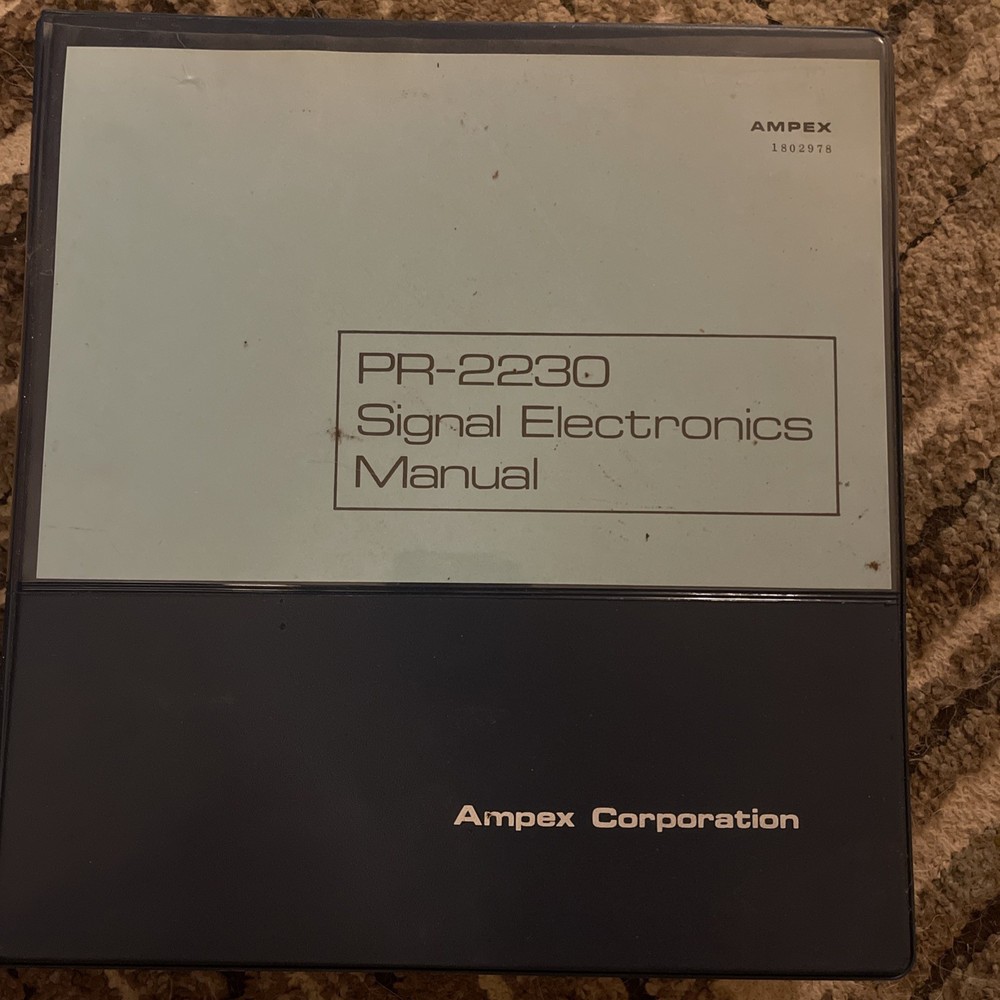 AMPEX
1802978
PR-2230
Signal Electronics
Manual
Ampex Corporation